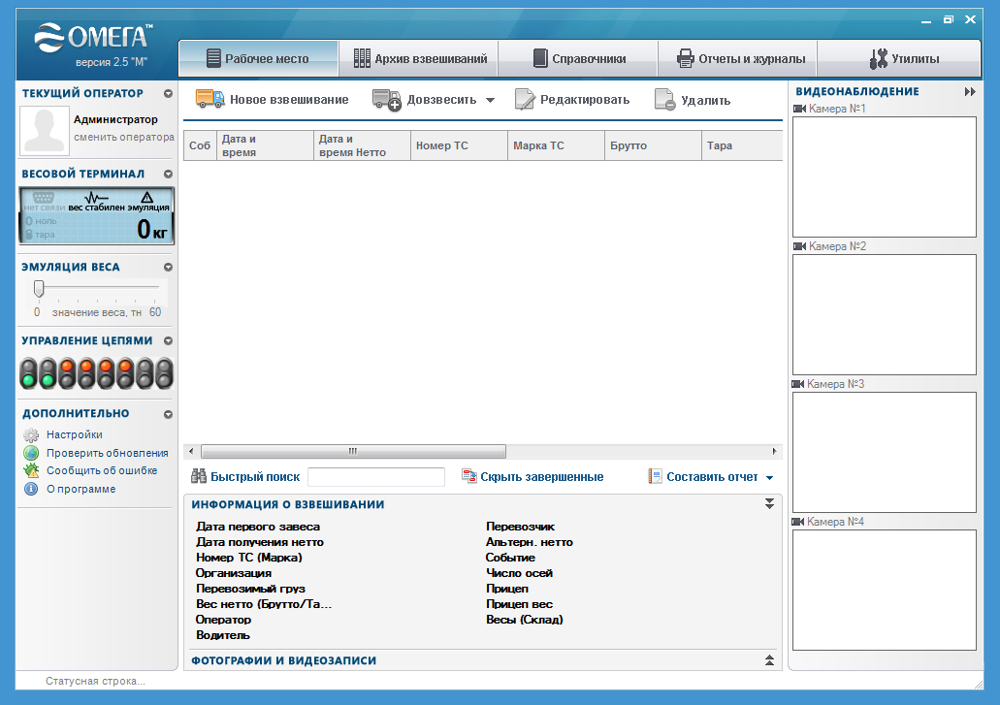 ОМЕГА™
версия 2.5 "М"
Рабочее место
Архив взвешиваний
Справочники
Отчеты и журналы
Утилиты
ТЕКУЩИЙ ОПЕРАТОР
Администратор
сменить оператора
ВЕСОВОЙ ТЕРМИНАЛ
нет связи вес стабилен эмуляция
0 ноль
тара
0 кг
ЭМУЛЯЦИЯ ВЕСА
0 значение веса, тн 60
УПРАВЛЕНИЕ ЦЕПЯМИ
ДОПОЛНИТЕЛЬНО
Настройки
Проверить обновления
Сообщить об ошибке
О программе
Новое взвешивание
Довзвесить
Редактировать
Удалить
Соб
Дата и
время
Дата и
время Нетто
Номер ТС
Марка ТС
Брутто
Тара
Быстрый поиск
Скрыть завершенные
Составить отчет
ИНФОРМАЦИЯ О ВЗВЕШИВАНИИ
Дата первого завеса
Дата получения нетто
Номер ТС (Марка)
Организация
Перевозимый груз
Вес нетто (Брутто/Та...
Оператор
Водитель
Перевозчик
Альтерн. нетто
Событие
Число осей
Прицеп
Прицеп вес
Весы (Склад)
ФОТОГРАФИИ И ВИДЕОЗАПИСИ
ВИДЕОНАБЛЮДЕНИЕ
Камера №1
Камера №2
Камера №3
Камера №4
Статусная строка...